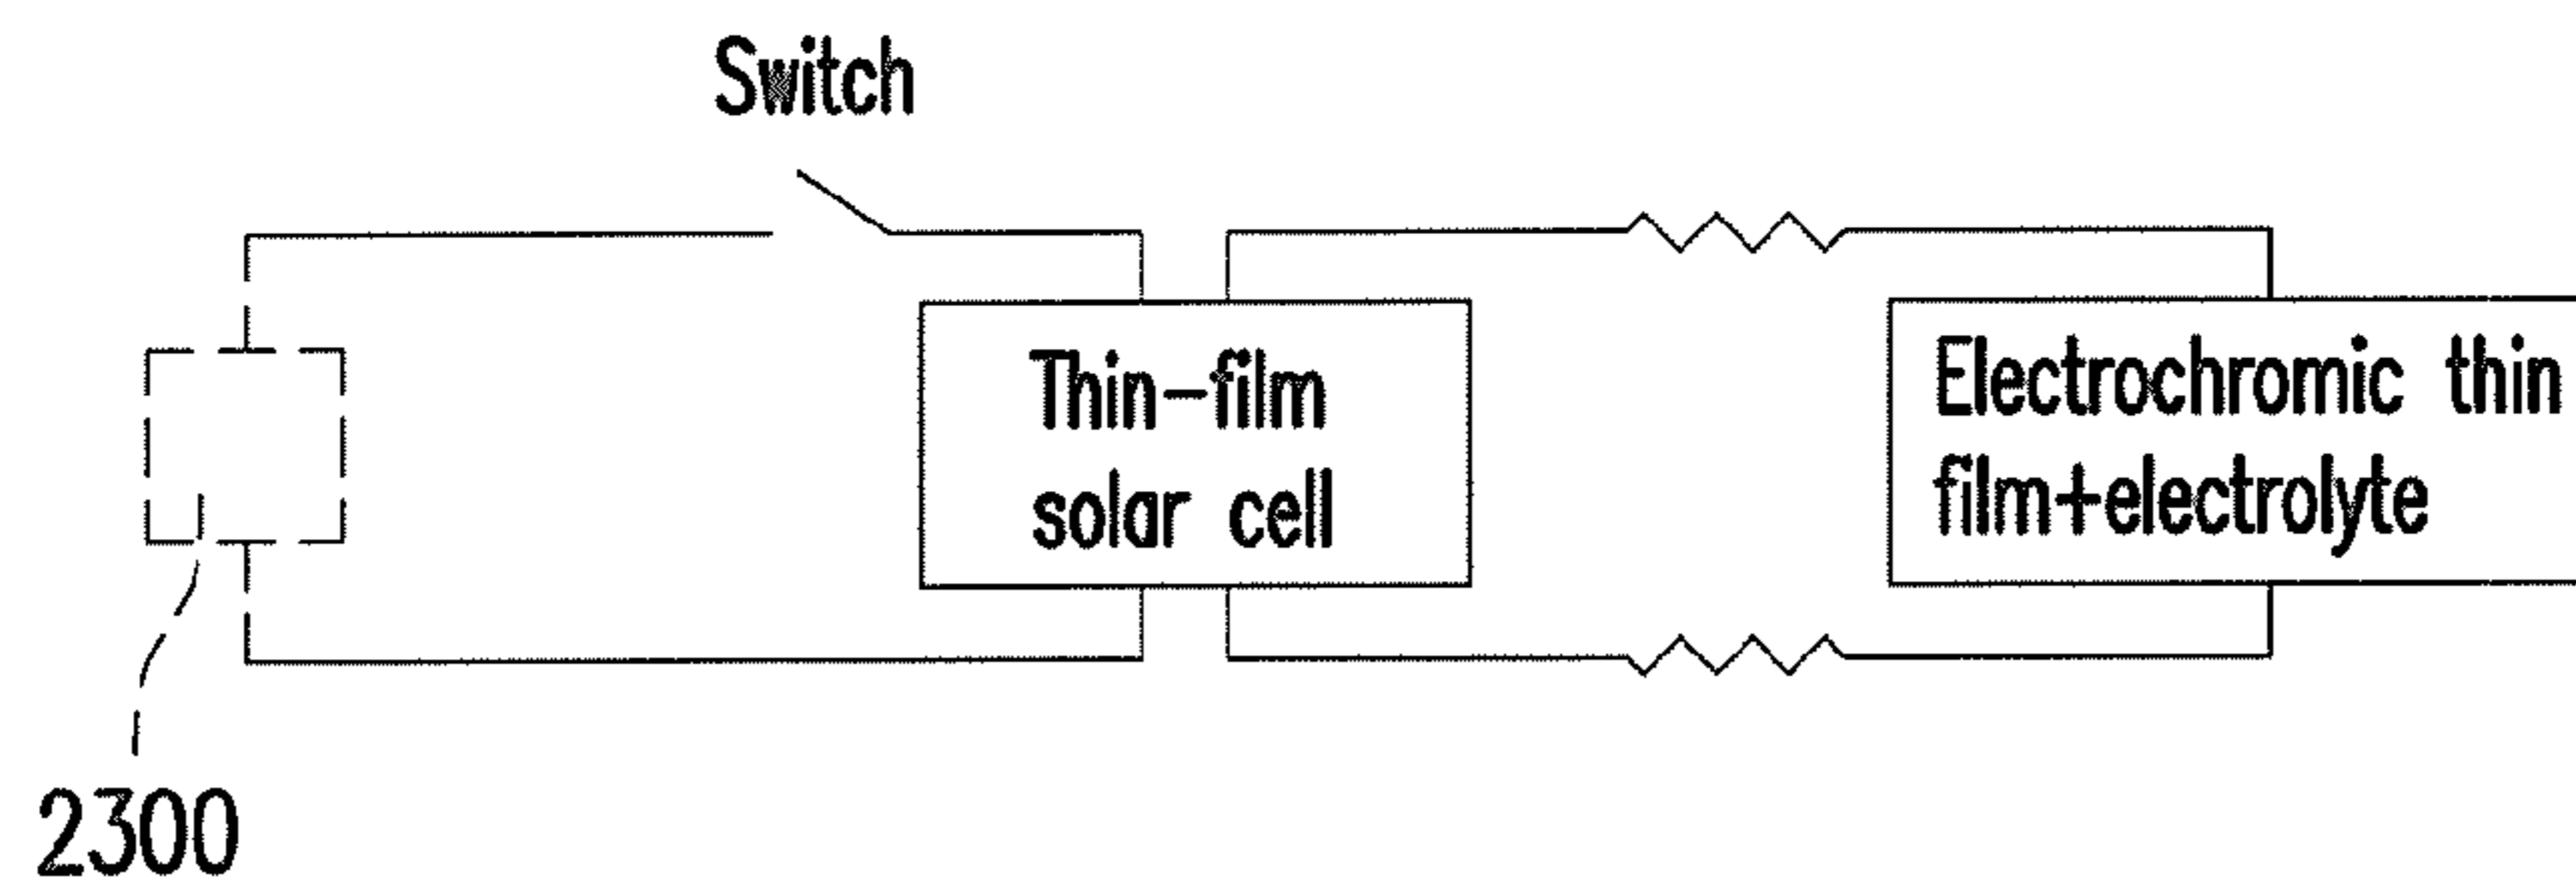 Switch
Thin-film
solar cell
Electrochromic thin
film+electrolyte
2300